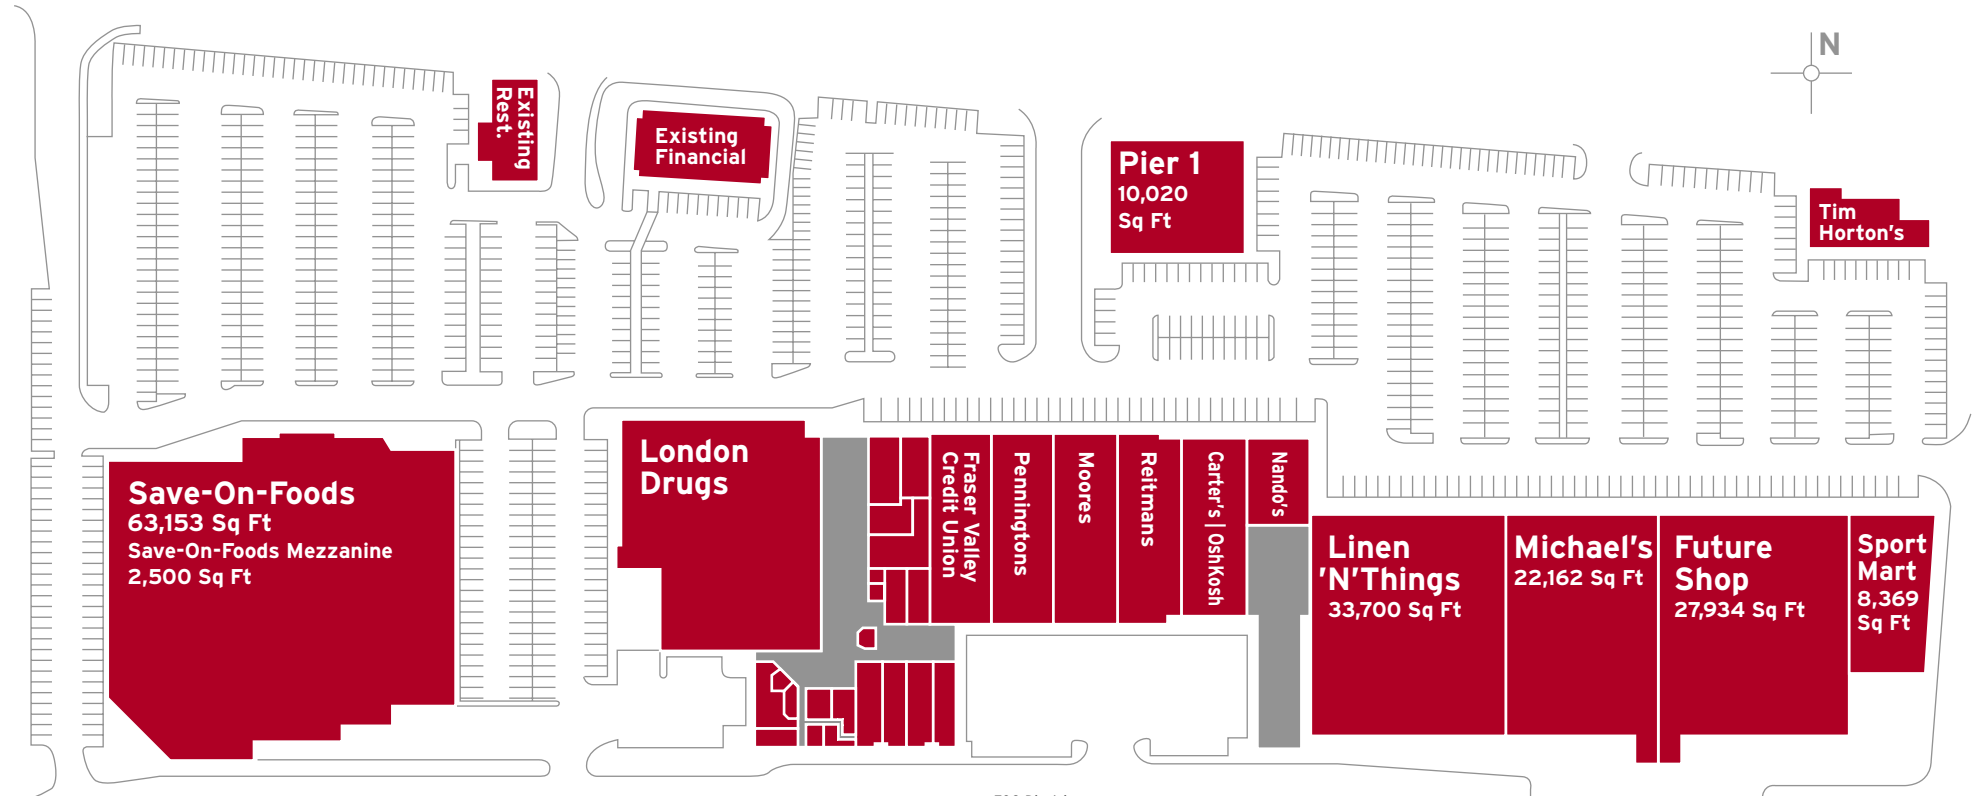 N
Existing
Rest.
Existing
Financial
Pier 1
10,020
Sq Ft
Tim
Horton's
Save-On-Foods
63,153 Sq Ft
Save-On-Foods Mezzanine
2,500 Sq Ft
London
Drugs
Fraser Valley
Credit Union
Penningtons
Moores
Reitmans
Carter's | OshKosh
Nando's
Linen
'N'Things
33,700 Sq Ft
Michael's
22,162 Sq Ft
Future
Shop
27,934 Sq Ft
Sport
Mart
8,369
Sq Ft